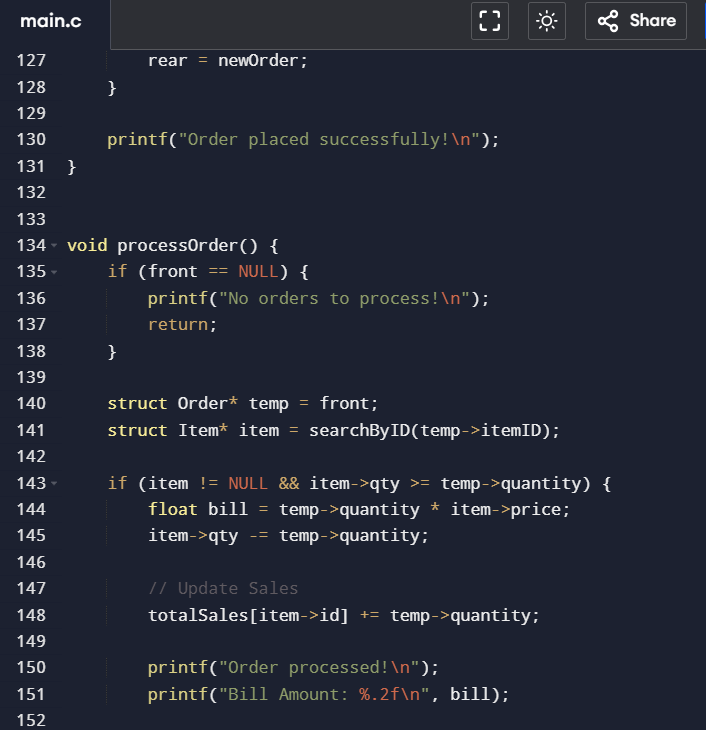 main.c
Share
127 rear = newOrder;
128 }
129
130 printf("Order placed successfully!\n");
131 }
132
133
134 void processOrder() {
135 if (front == NULL) {
136 printf("No orders to process!\n");
137 return;
138 }
139
140 struct Order* temp = front;
141 struct Item* item = searchByID(temp->itemID);
142
143 if (item != NULL && item->qty >= temp->quantity) {
144 float bill = temp->quantity * item->price;
145 item->qty -= temp->quantity;
146
147 // Update Sales
148 totalSales[item->id] += temp->quantity;
149
150 printf("Order processed!\n");
151 printf("Bill Amount: %.2f\n", bill);
152